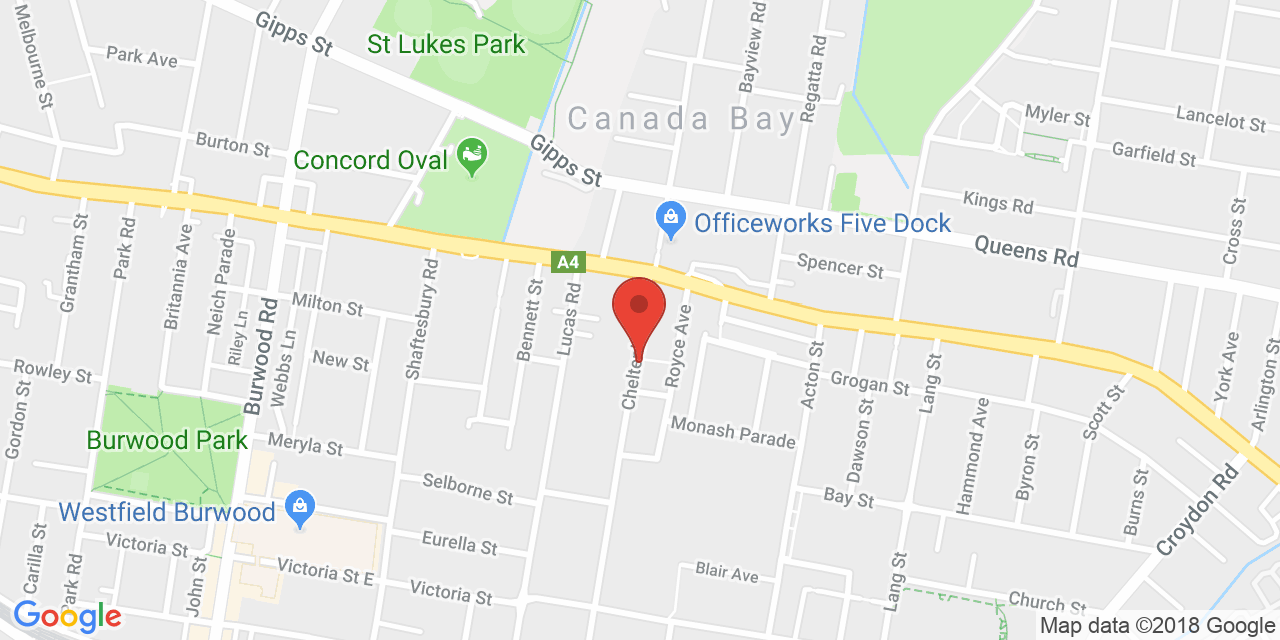 Melbourne St
Park Ave
Gipps St
St Lukes Park
Bayview Rd
Regatta Rd
Canada Bay
Myler St
Lancelot St
Garfield St
Burton St
Concord Oval
Gipps St
Kings Rd
Cross St
Officeworks Five Dock
Queens Rd
Spencer St
A4
Grantham St
Park Rd
Britannia Ave
Neich Parade
Riley Ln
Burwood Rd
Webbs Ln
Milton St
New St
Shaftesbury Rd
Bennett St
Lucas Rd
Royce Ave
Rowley St
Gordon St
Burwood Park
Meryla St
Monash Parade
Acton St
Grogan St
Dawson St
Lang St
Hammond Ave
Byron St
Scott St
York Ave
Arlington St
Selborne St
Bay St
Burns St
Croydon Rd
Westfield Burwood
Carilla St
Park Rd
Victoria St
John St
Victoria St E
Eurella St
Victoria St
Blair Ave
Lang St
Church St
Google
Map data ©2018 Google